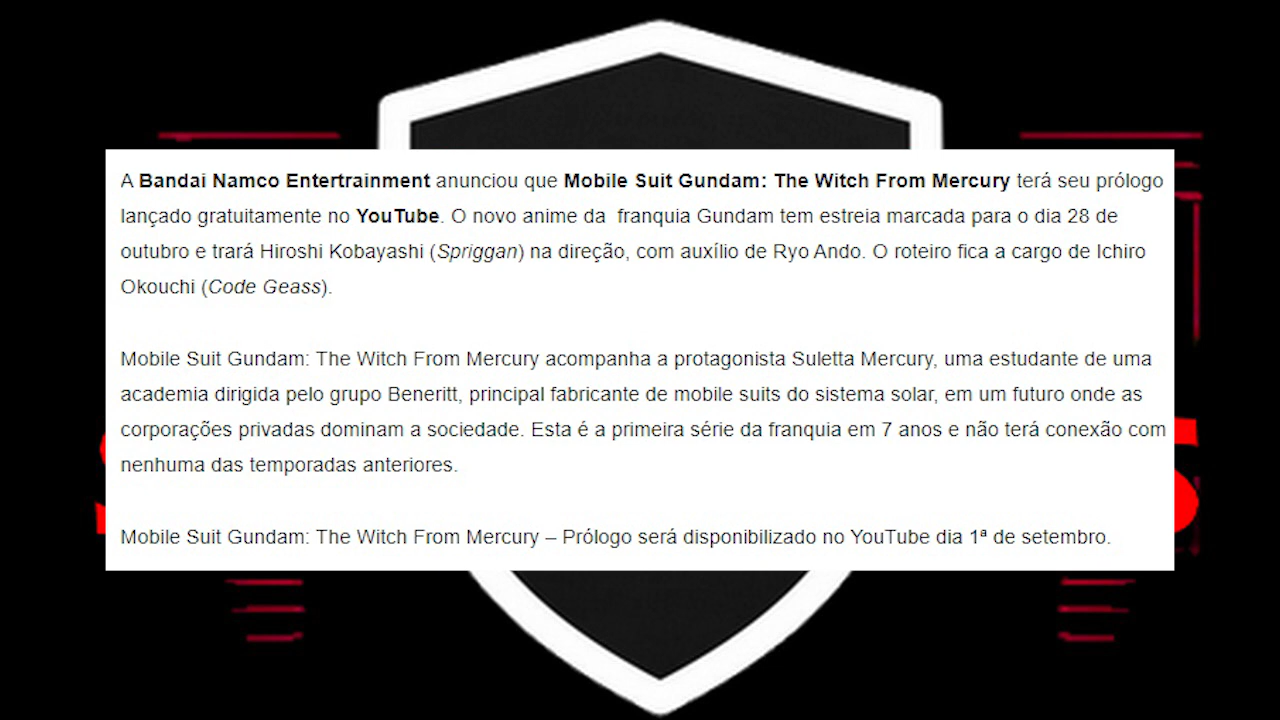 A Bandai Namco Entertrainment anunciou que Mobile Suit Gundam: The Witch From Mercury terá seu prólogo
lançado gratuitamente no YouTube. O novo anime da  franquia Gundam tem estreia marcada para o dia 28 de
outubro e trará Hiroshi Kobayashi (Spriggan) na direção, com auxílio de Ryo Ando. O roteiro fica a cargo de Ichiro
Okouchi (Code Geass).
Mobile Suit Gundam: The Witch From Mercury acompanha a protagonista Suletta Mercury, uma estudante de uma
academia dirigida pelo grupo Beneritt, principal fabricante de mobile suits do sistema solar, em um futuro onde as
corporações privadas dominam a sociedade. Esta é a primeira série da franquia em 7 anos e não terá conexão com
nenhuma das temporadas anteriores.
Mobile Suit Gundam: The Witch From Mercury – Prólogo será disponibilizado no YouTube dia 1ª de setembro.